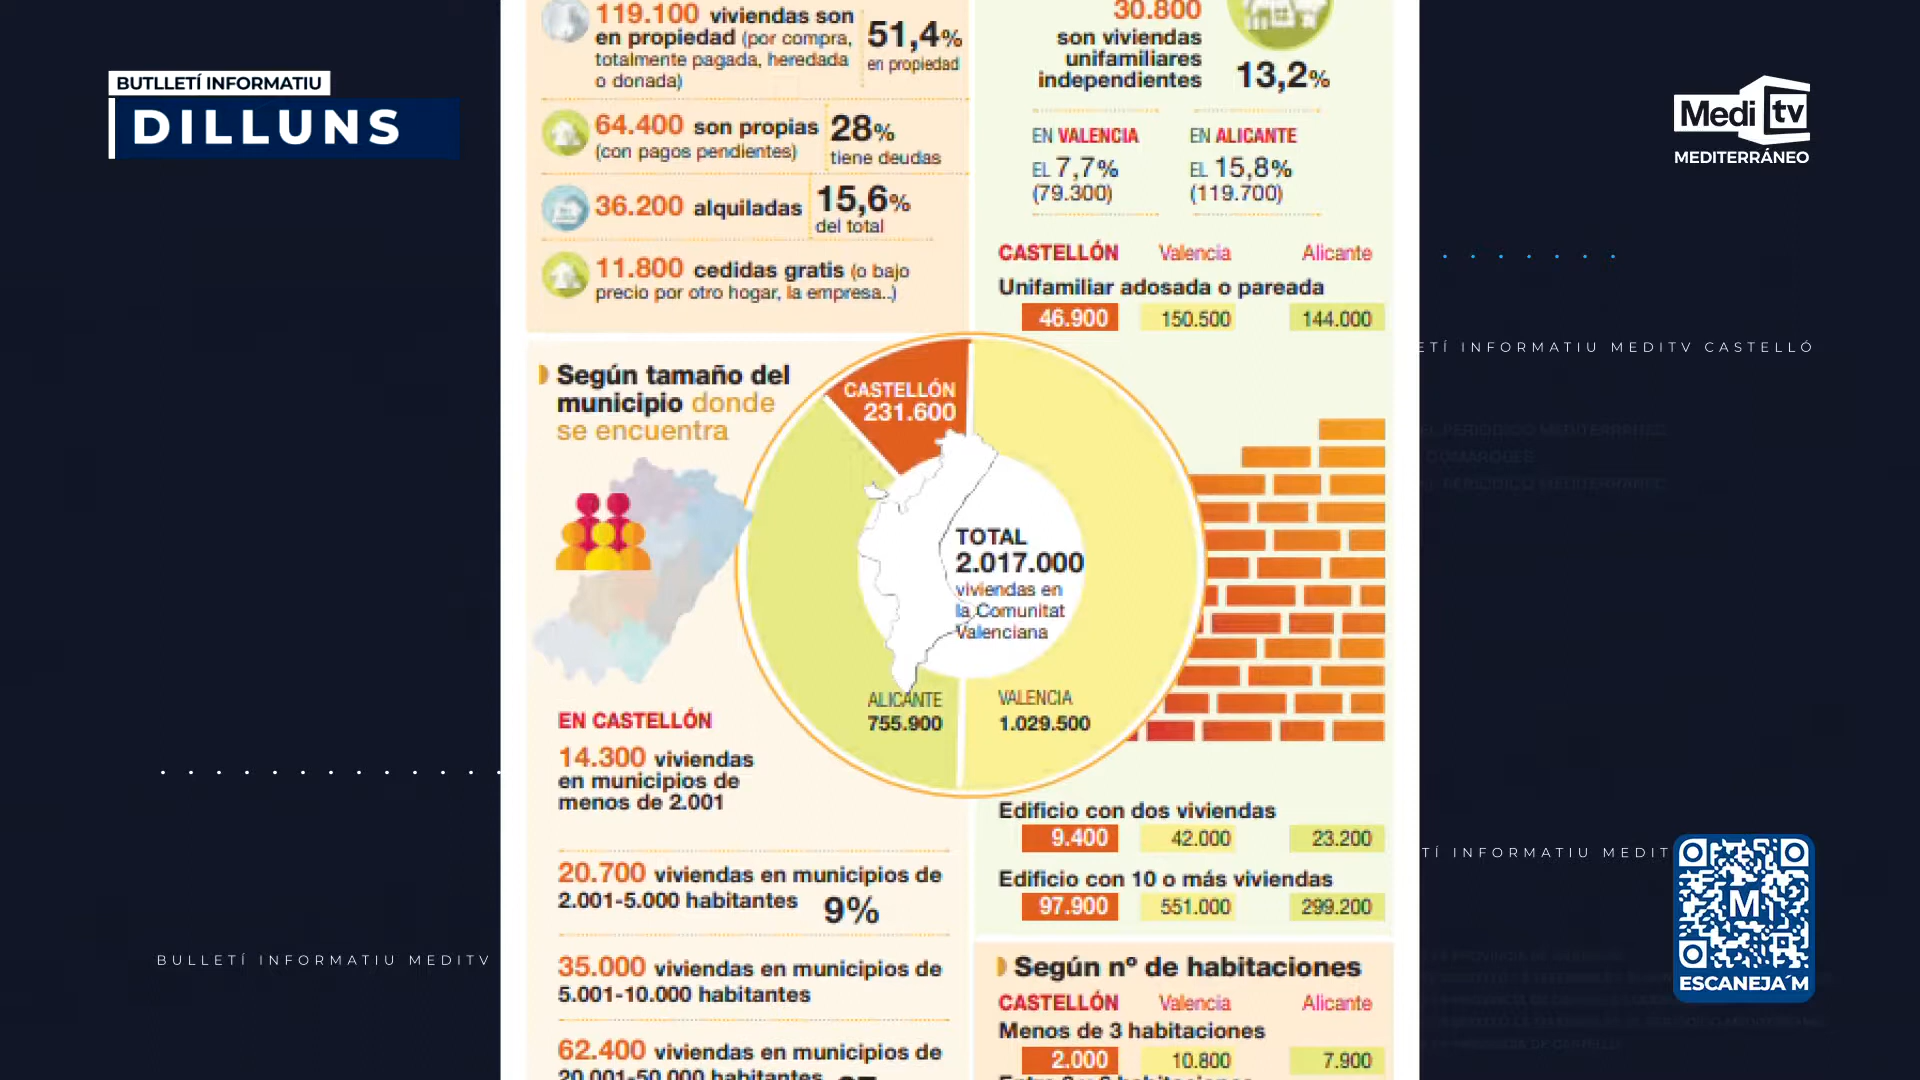 BUTLLETÍ INFORMATIU
DILLUNS
Medi tv
MEDITERRÁNEO
119.100 viviendas son
en propiedad (por compra,
totalmente pagada, heredada
o donada)
51,4%
en propiedad
64.400 son propias
(con pagos pendientes)
28%
tiene deudas
36.200 alquiladas
15,6%
del total
11.800 cedidas gratis (o bajo
precio por otro hogar, la empresa..)
30.800
son viviendas
unifamiliares
independientes
13,2%
EN VALENCIA
EL 7,7%
(79.300)
EN ALICANTE
EL 15,8%
(119.700)
CASTELLÓN Valencia Alicante
Unifamiliar adosada o pareada
46.900 150.500 144.000
Según tamaño del
municipio donde
se encuentra
CASTELLÓN
231.600
TOTAL
2.017.000
viviendas en
la Comunitat
Valenciana
ALICANTE
755.900
VALENCIA
1.029.500
EN CASTELLÓN
14.300 viviendas
en municipios de
menos de 2.001
20.700 viviendas en municipios de
2.001-5.000 habitantes
9%
35.000 viviendas en municipios de
5.001-10.000 habitantes
62.400 viviendas en municipios de
20.001-50.000 habitantes
Edificio con dos viviendas
9.400 42.000 23.200
Edificio con 10 o más viviendas
97.900 551.000 299.200
Según nº de habitaciones
CASTELLÓN Valencia Alicante
Menos de 3 habitaciones
2.000 10.800 7.900
ETÍ INFORMATIU MEDITV CASTELLÓ
TÍ INFORMATIU MEDIT
BULLETÍ INFORMATIU MEDITV
M
ESCANEJA´M